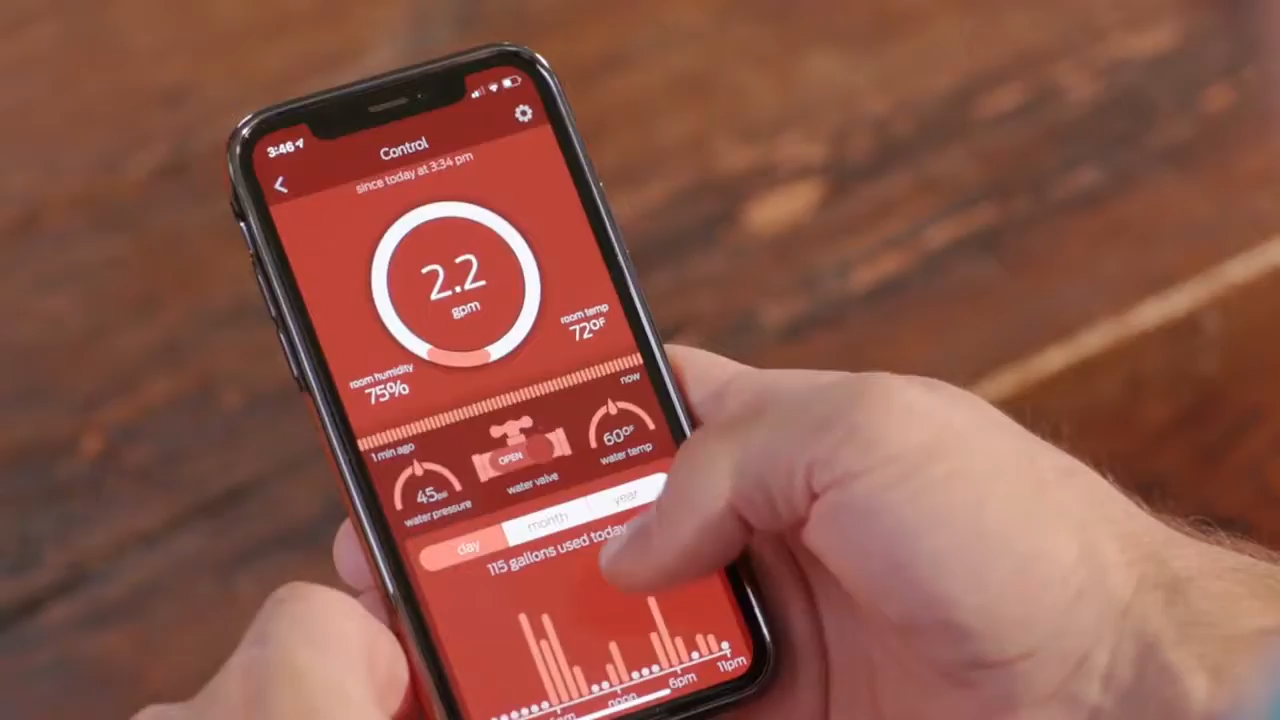 3:46
Control
since today at 3:34 pm
2.2
gpm
room temp
72°F
room humidity
75%
now
1 min ago
45psi
water pressure
OPEN
water valve
60°F
water temp
day
month
year
115 gallons used today
noon
6pm
11pm